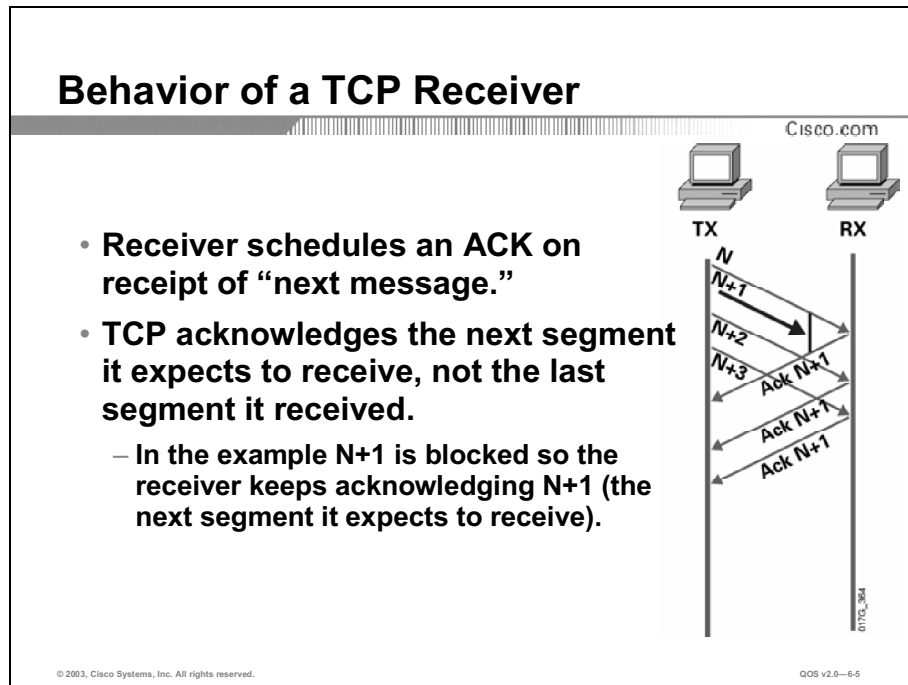 Behavior of a TCP Receiver
Cisco.com
• Receiver schedules an ACK on
receipt of “next message.”
• TCP acknowledges the next segment
it expects to receive, not the last
segment it received.
– In the example N+1 is blocked so the
receiver keeps acknowledging N+1 (the
next segment it expects to receive).
TX
RX
N
N+1
N+2
N+3
Ack N+1
Ack N+1
Ack N+1
017G_364
© 2003, Cisco Systems, Inc. All rights reserved.
QOS v2.0—6-5